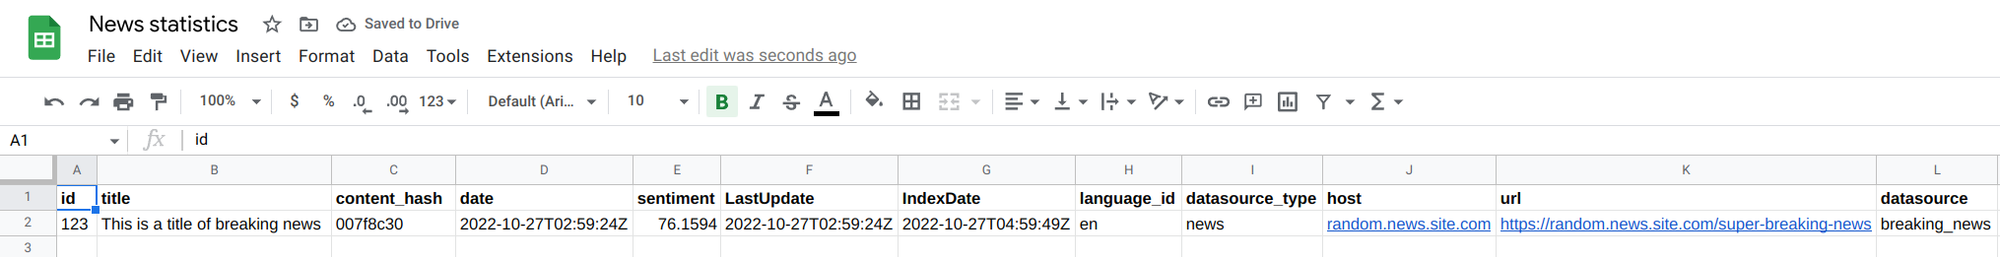 News statistics Saved to Drive
File Edit View Insert Format Data Tools Extensions Help Last edit was seconds ago
100% $ % .0 .00 123 Default (Ari... 10 B I S A Σ
A1 fx id
A B C D E F G H I J K L
1 id title content_hash date sentiment LastUpdate IndexDate language_id datasource_type host url datasource
2 123 This is a title of breaking news 007f8c30 2022-10-27T02:59:24Z 76.1594 2022-10-27T02:59:24Z 2022-10-27T04:59:49Z en news random.news.site.com https://random.news.site.com/super-breaking-news breaking_news
3